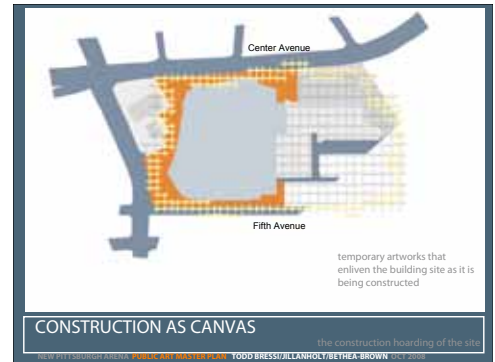 Center Avenue
Fifth Avenue
temporary artworks that
enliven the building site as it is
being constructed
CONSTRUCTION AS CANVAS
the construction hoarding of the site
NEW PITTSBURGH ARENA PUBLIC ART MASTER PLAN TODD BRESSI/JILLANHOLT/BETHEA-BROWN OCT 2008